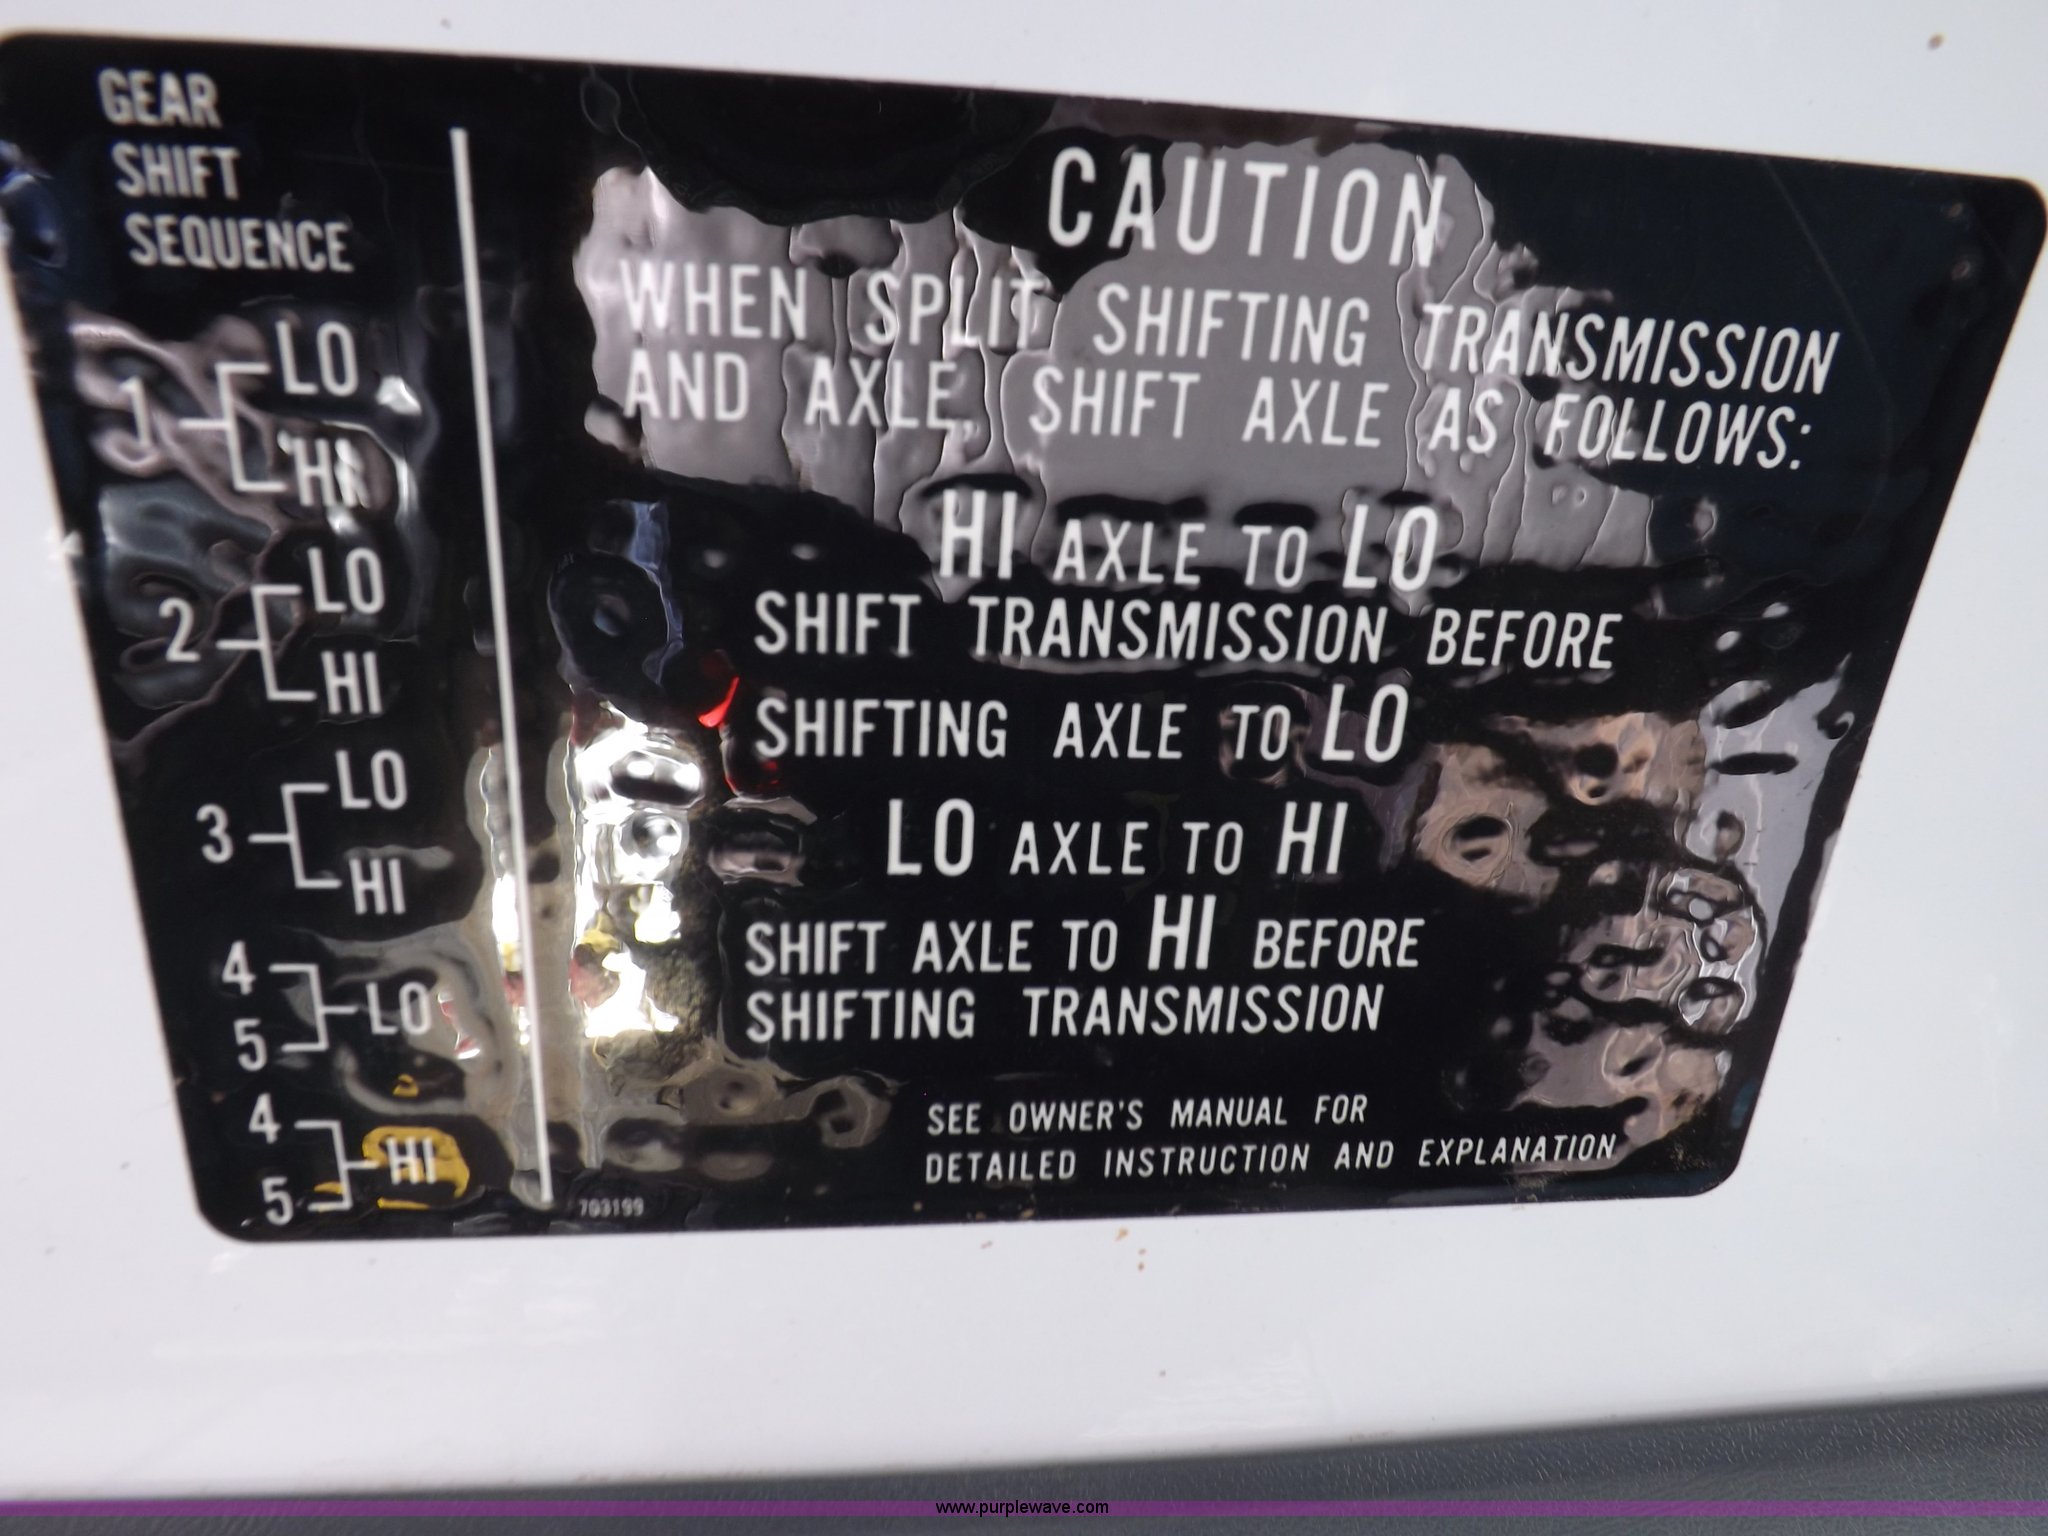 GEAR
SHIFT
SEQUENCE
1 LO
HI
2 LO
HI
3 LO
HI
4
5 LO
4
5 HI
CAUTION
WHEN SPLIT SHIFTING TRANSMISSION
AND AXLE, SHIFT AXLE AS FOLLOWS:
HI AXLE TO LO
SHIFT TRANSMISSION BEFORE
SHIFTING AXLE TO LO
LO AXLE TO HI
SHIFT AXLE TO HI BEFORE
SHIFTING TRANSMISSION
SEE OWNER'S MANUAL FOR
DETAILED INSTRUCTION AND EXPLANATION
703199
www.purplewave.com